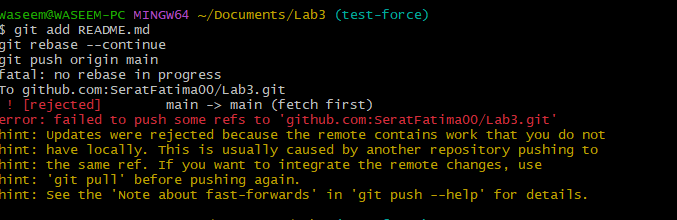 Waseem@WASEEM-PC MINGW64 ~/Documents/Lab3 (test-force)
$ git add README.md
git rebase --continue
git push origin main
fatal: no rebase in progress
To github.com:SeratFatima00/Lab3.git
! [rejected] main -> main (fetch first)
error: failed to push some refs to 'github.com:SeratFatima00/Lab3.git'
hint: Updates were rejected because the remote contains work that you do not
hint: have locally. This is usually caused by another repository pushing to
hint: the same ref. If you want to integrate the remote changes, use
hint: 'git pull' before pushing again.
hint: See the 'Note about fast-forwards' in 'git push --help' for details.